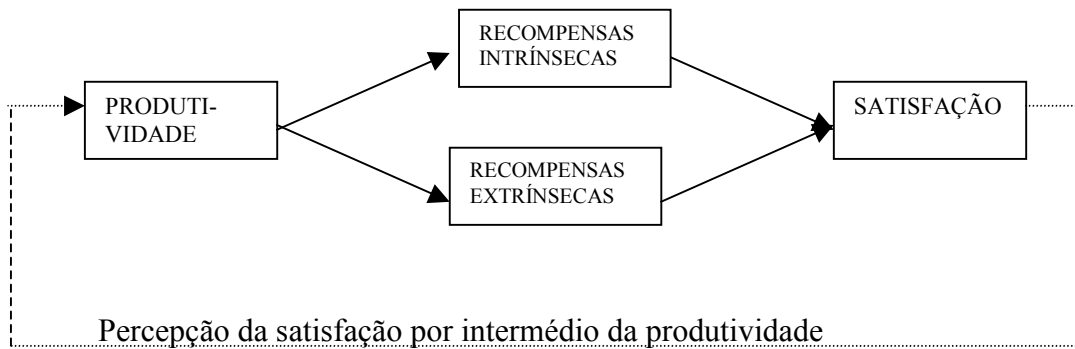 RECOMPENSAS
INTRÍNSECAS
PRODUTI-
VIDADE
SATISFAÇÃO
RECOMPENSAS
EXTRÍNSECAS
Percepção da satisfação por intermédio da produtividade